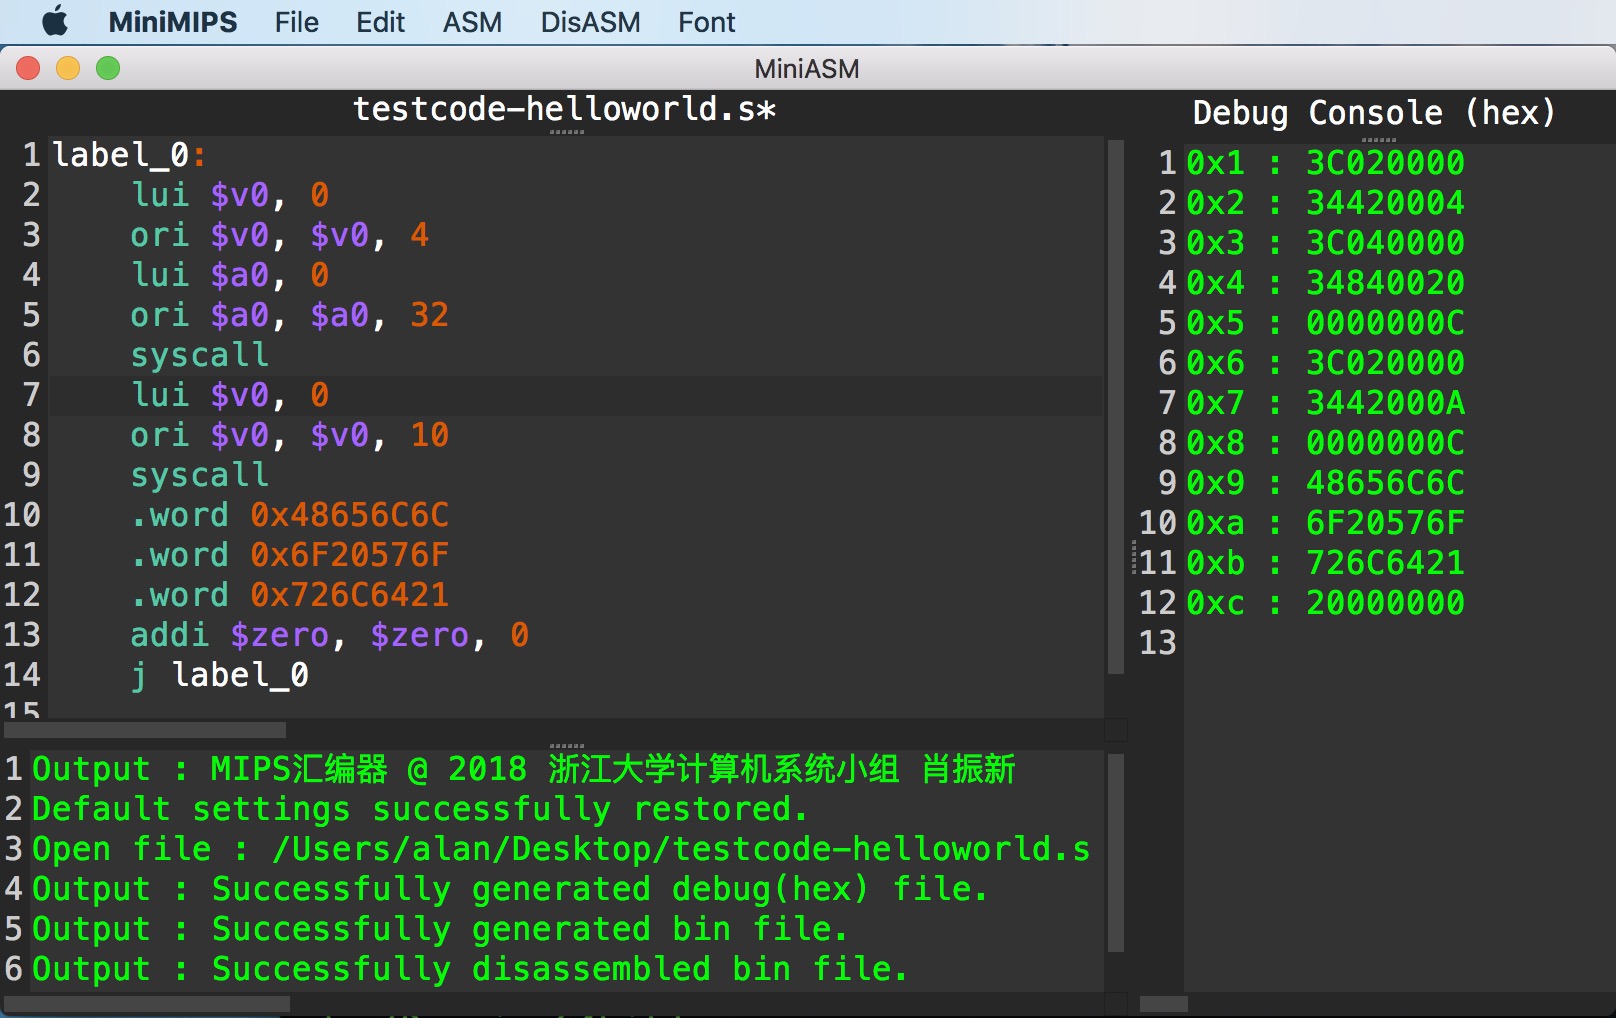 MiniMIPS File Edit ASM DisASM Font
MiniASM
testcode-helloworld.s*
1 label_0:
2 lui $v0, 0
3 ori $v0, $v0, 4
4 lui $a0, 0
5 ori $a0, $a0, 32
6 syscall
7 lui $v0, 0
8 ori $v0, $v0, 10
9 syscall
10 .word 0x48656C6C
11 .word 0x6F20576F
12 .word 0x726C6421
13 addi $zero, $zero, 0
14 j label_0
15
Debug Console (hex)
1 0x1 : 3C020000
2 0x2 : 34420004
3 0x3 : 3C040000
4 0x4 : 34840020
5 0x5 : 0000000C
6 0x6 : 3C020000
7 0x7 : 3442000A
8 0x8 : 0000000C
9 0x9 : 48656C6C
10 0xa : 6F20576F
11 0xb : 726C6421
12 0xc : 20000000
13
1 Output : MIPS汇编器 @ 2018 浙江大学计算机系统小组 肖振新
2 Default settings successfully restored.
3 Open file : /Users/alan/Desktop/testcode-helloworld.s
4 Output : Successfully generated debug(hex) file.
5 Output : Successfully generated bin file.
6 Output : Successfully disassembled bin file.